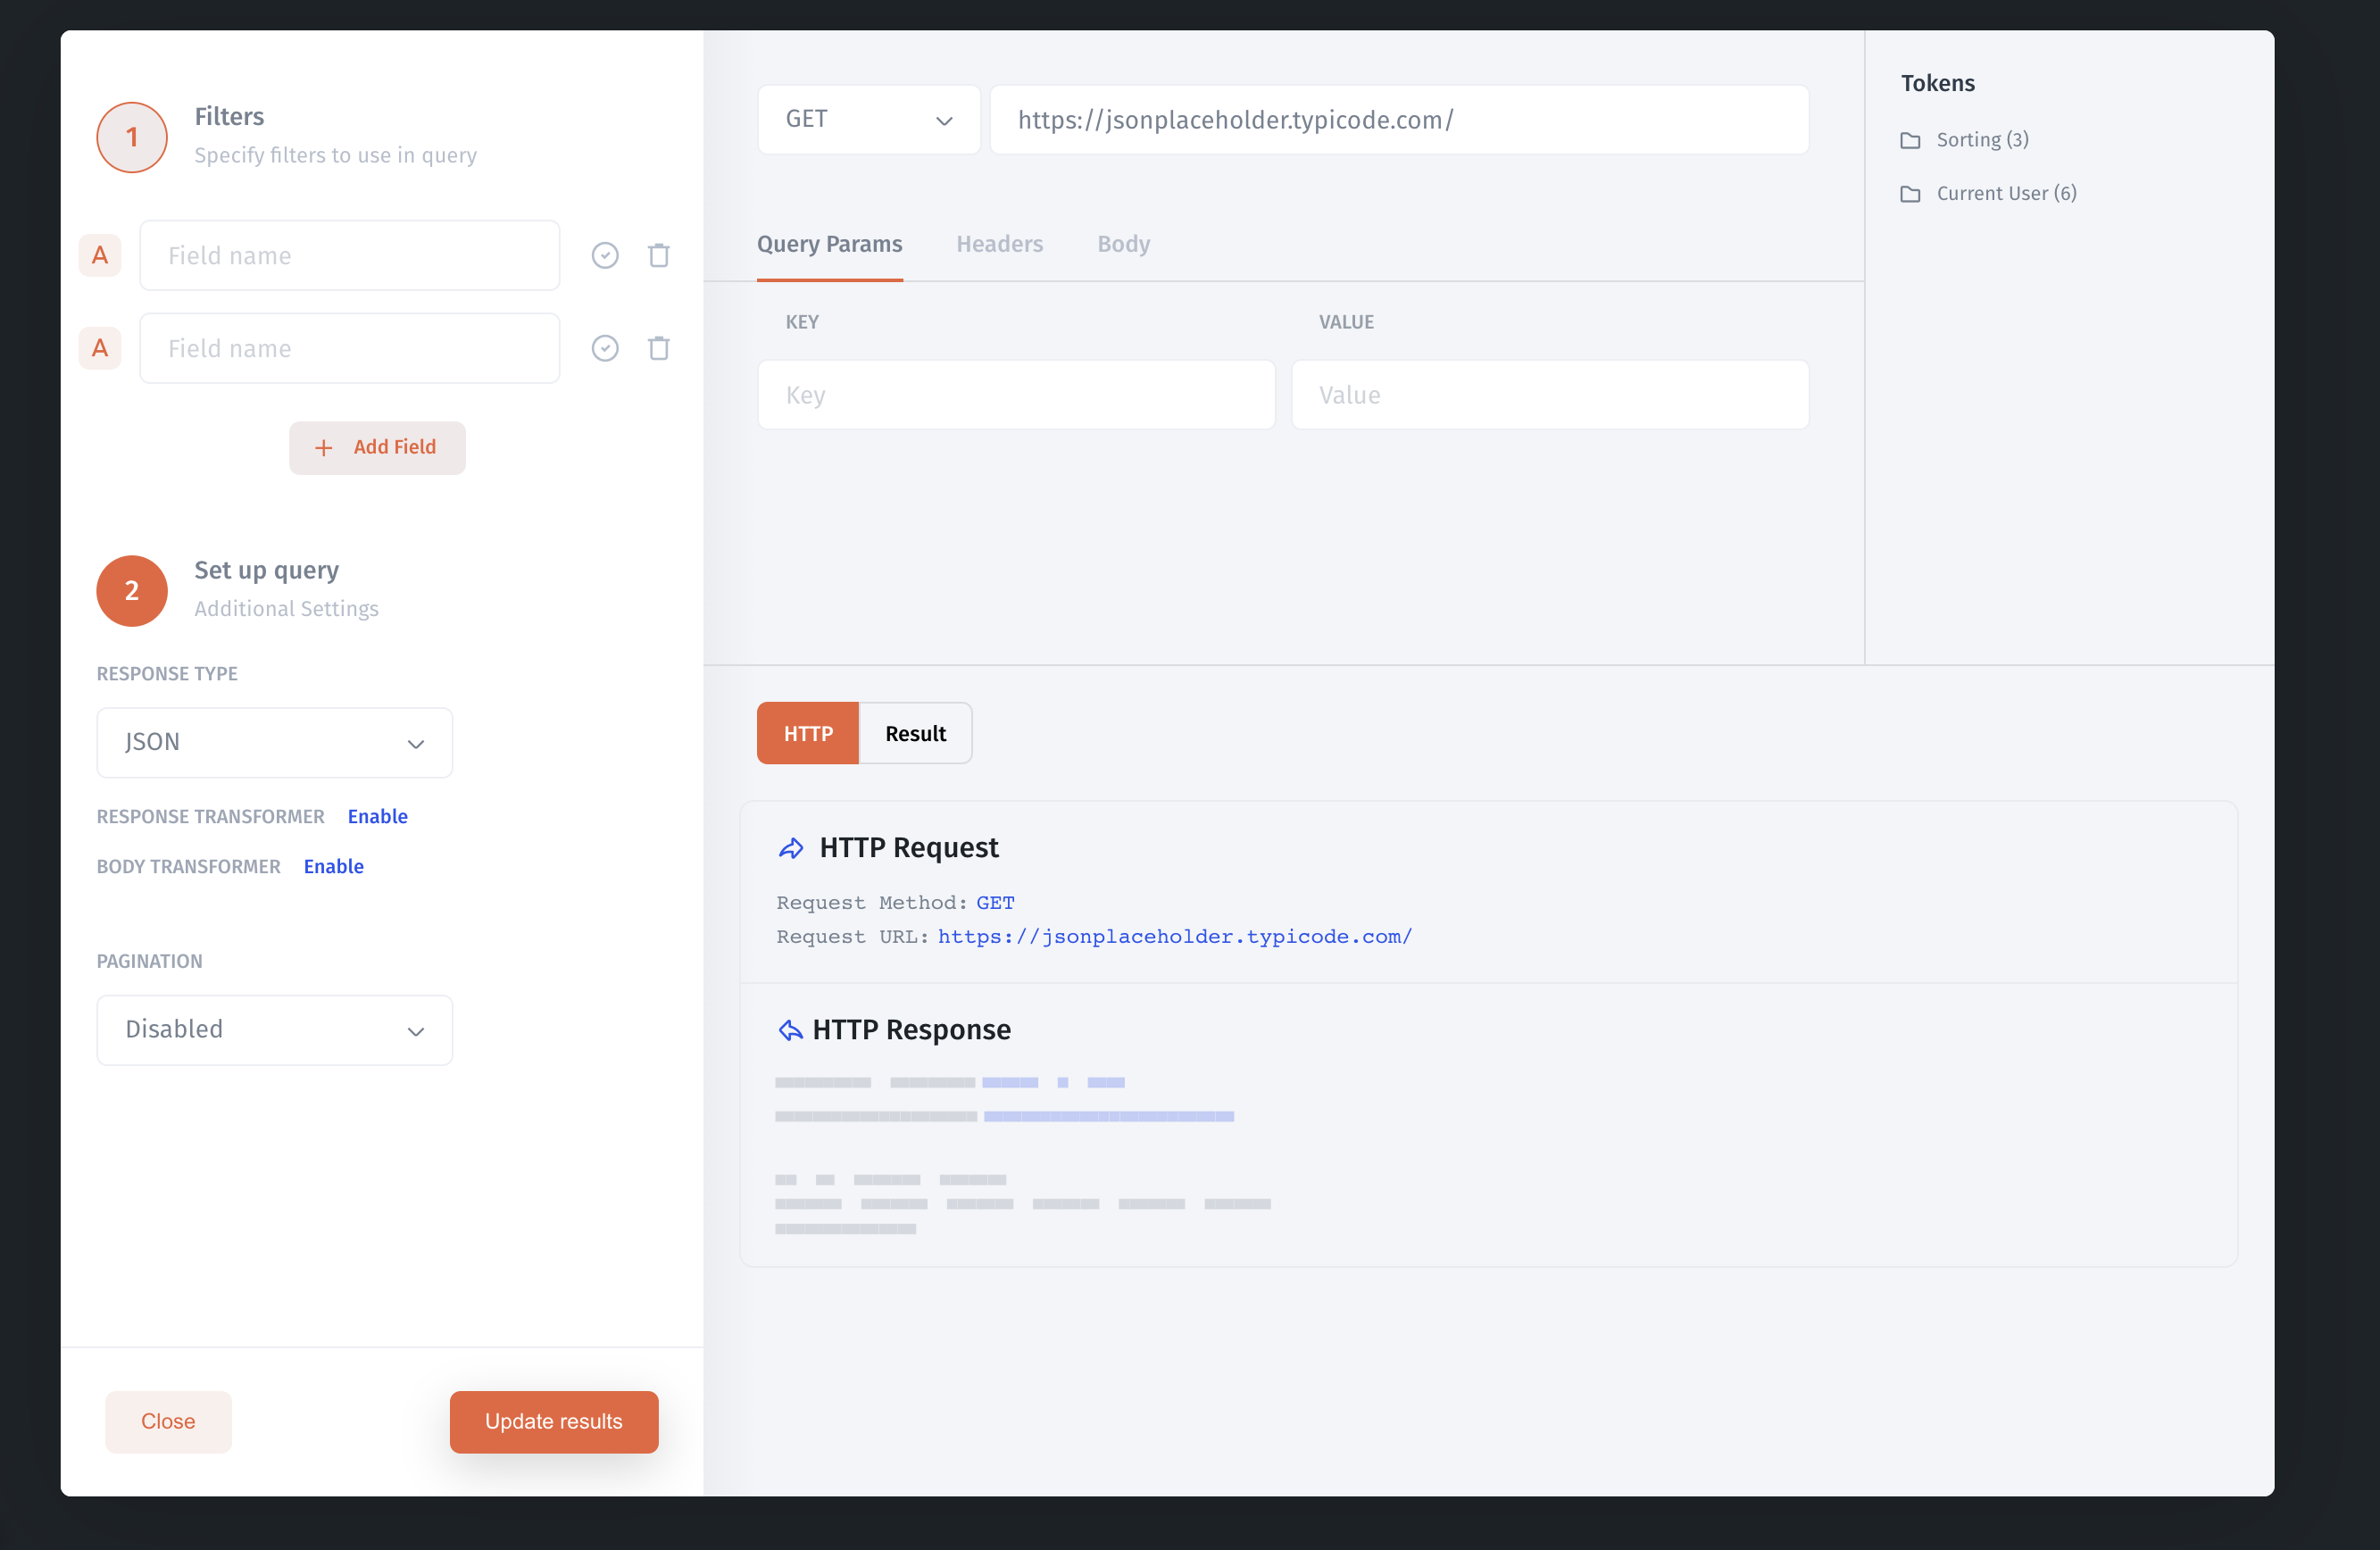 1
Filters
Specify filters to use in query
A
Field name
A
Field name
+ Add Field
2
Set up query
Additional Settings
RESPONSE TYPE
JSON
RESPONSE TRANSFORMER Enable
BODY TRANSFORMER Enable
PAGINATION
Disabled
Close
Update results
GET
https://jsonplaceholder.typicode.com/
Query Params
Headers
Body
KEY
VALUE
Key
Value
Tokens
Sorting (3)
Current User (6)
HTTP
Result
HTTP Request
Request Method: GET
Request URL: https://jsonplaceholder.typicode.com/
HTTP Response